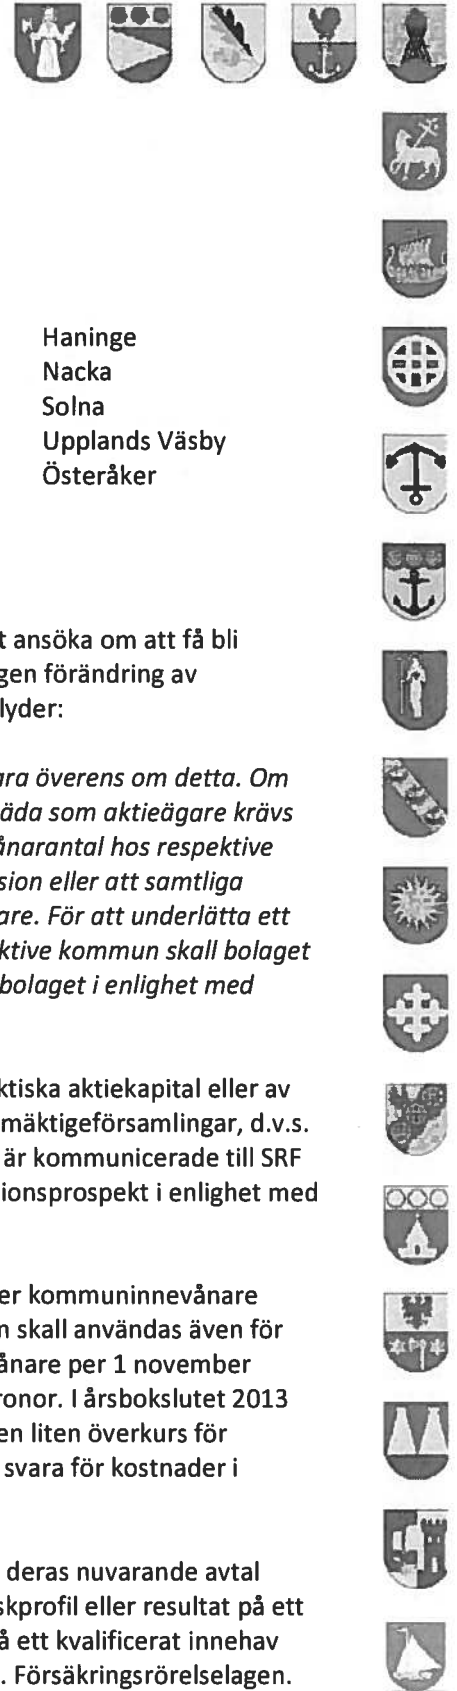 Haninge
Nacka
Solna
Upplands Väsby
Österåker
t ansöka om att få bli
gen förändring av
lyder:
ara överens om detta. Om
äda som aktieägare krävs
ånarantal hos respektive
sion eller att samtliga
are. För att underlätta ett
ktive kommun skall bolaget
bolaget i enlighet med
ktiska aktiekapital eller av
mäktigeförsamlingar, d.v.s.
är kommunicerade till SRF
ionsprospekt i enlighet med
er kommuninnevånare
n skall användas även för
ånare per 1 november
ronor. I årsbokslutet 2013
en liten överkurs för
svara för kostnader i
deras nuvarande avtal
skprofil eller resultat på ett
å ett kvalificerat innehav
. Försäkringsrörelselagen.